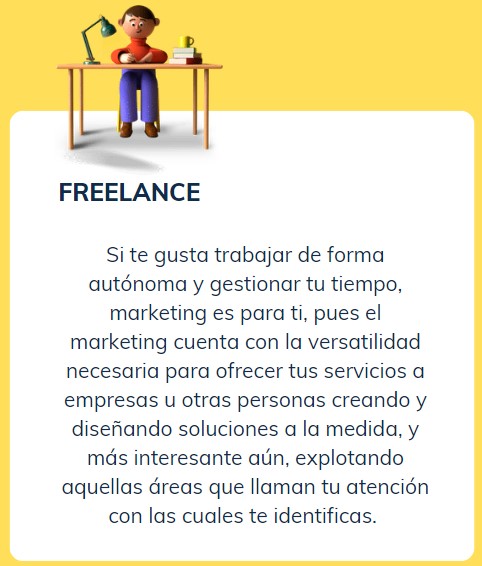 FREELANCE
Si te gusta trabajar de forma
autónoma y gestionar tu tiempo,
marketing es para ti, pues el
marketing cuenta con la versatilidad
necesaria para ofrecer tus servicios a
empresas u otras personas creando y
diseñando soluciones a la medida, y
más interesante aún, explotando
aquellas áreas que llaman tu atención
con las cuales te identificas.